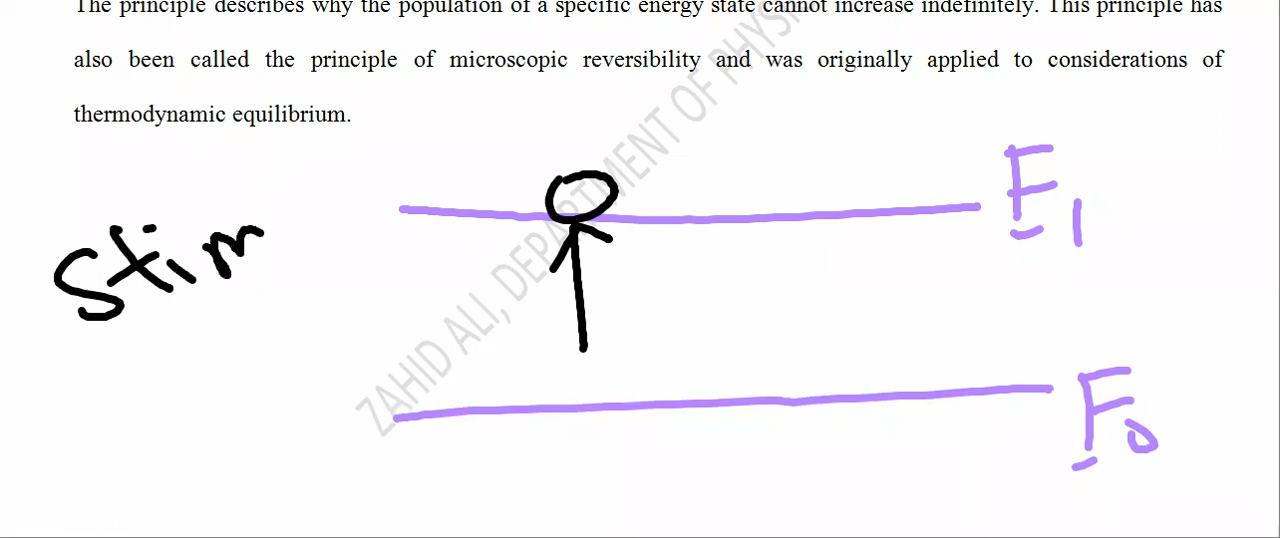 The principle describes why the population of a specific energy state cannot increase indefinitely. This principle has
also been called the principle of microscopic reversibility and was originally applied to considerations of
thermodynamic equilibrium.
ZAHID ALI, DEPARTMENT OF PHYSI
E1
Stim
E0